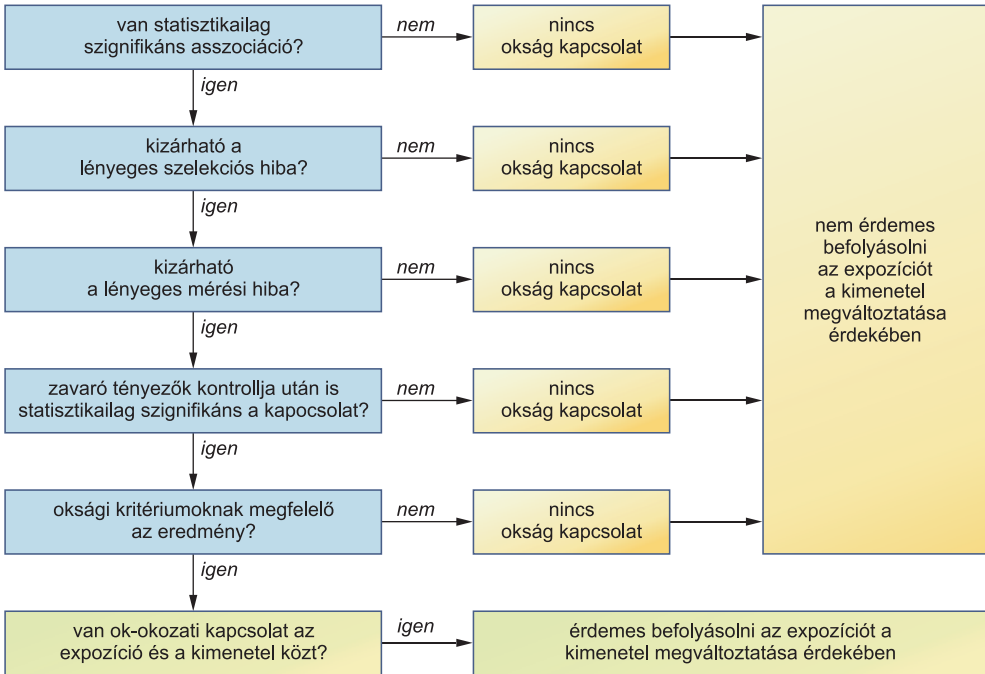 van statisztikailag
szignifikáns asszociáció?
nem
nincs
okság kapcsolat
igen
kizárható a
lényeges szelekciós hiba?
nem
nincs
okság kapcsolat
igen
kizárható
a lényeges mérési hiba?
nem
nincs
okság kapcsolat
igen
zavaró tényezők kontrollja után is
statisztikailag szignifikáns a kapocsolat?
nem
nincs
okság kapcsolat
igen
oksági kritériumoknak megfelelő
az eredmény?
nem
nincs
okság kapcsolat
igen
nem érdemes
befolyásolni
az expozíciót
a kimenetel
megváltoztatása
érdekében
van ok-okozati kapcsolat az
expozíció és a kimenetel közt?
igen
érdemes befolyásolni az expozíciót a
kimenetel megváltoztatása érdekében